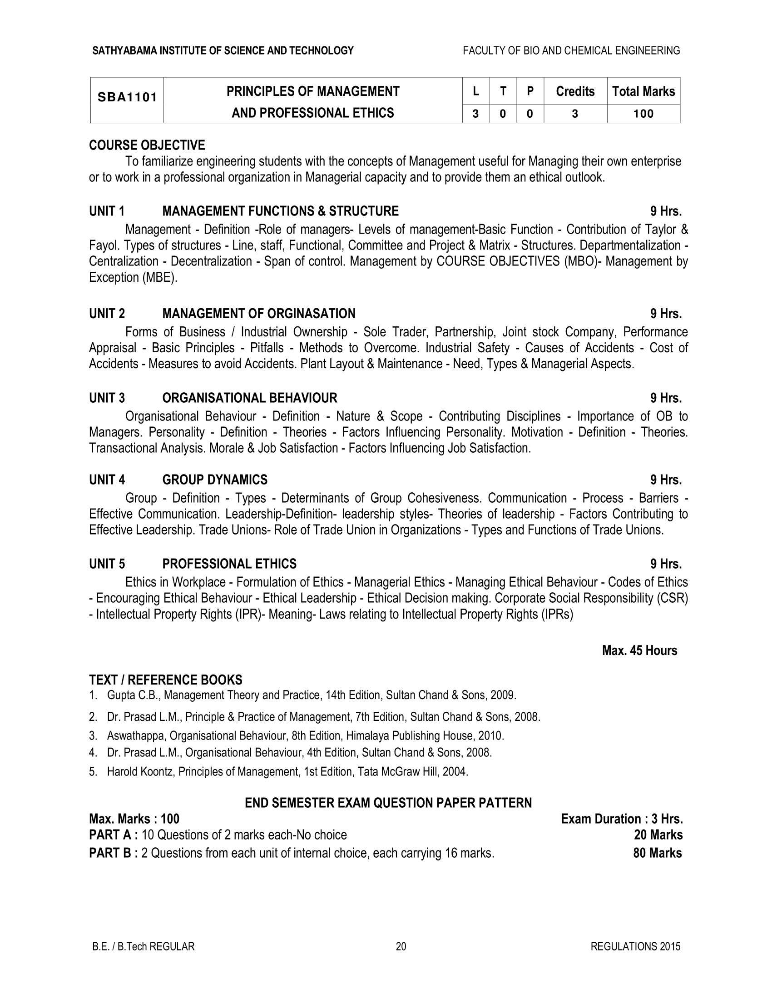 SATHYABAMA INSTITUTE OF SCIENCE AND TECHNOLOGY FACULTY OF BIO AND CHEMICAL ENGINEERING
SBA1101 PRINCIPLES OF MANAGEMENT AND PROFESSIONAL ETHICS L T P Credits Total Marks
3 0 0 3 100
COURSE OBJECTIVE
To familiarize engineering students with the concepts of Management useful for Managing their own enterprise
or to work in a professional organization in Managerial capacity and to provide them an ethical outlook.
UNIT 1 MANAGEMENT FUNCTIONS & STRUCTURE 9 Hrs.
Management - Definition -Role of managers- Levels of management-Basic Function - Contribution of Taylor &
Fayol. Types of structures - Line, staff, Functional, Committee and Project & Matrix - Structures. Departmentalization -
Centralization - Decentralization - Span of control. Management by COURSE OBJECTIVES (MBO)- Management by
Exception (MBE).
UNIT 2 MANAGEMENT OF ORGINASATION 9 Hrs.
Forms of Business / Industrial Ownership - Sole Trader, Partnership, Joint stock Company, Performance
Appraisal - Basic Principles - Pitfalls - Methods to Overcome. Industrial Safety - Causes of Accidents - Cost of
Accidents - Measures to avoid Accidents. Plant Layout & Maintenance - Need, Types & Managerial Aspects.
UNIT 3 ORGANISATIONAL BEHAVIOUR 9 Hrs.
Organisational Behaviour - Definition - Nature & Scope - Contributing Disciplines - Importance of OB to
Managers. Personality - Definition - Theories - Factors Influencing Personality. Motivation - Definition - Theories.
Transactional Analysis. Morale & Job Satisfaction - Factors Influencing Job Satisfaction.
UNIT 4 GROUP DYNAMICS 9 Hrs.
Group - Definition - Types - Determinants of Group Cohesiveness. Communication - Process - Barriers -
Effective Communication. Leadership-Definition- leadership styles- Theories of leadership - Factors Contributing to
Effective Leadership. Trade Unions- Role of Trade Union in Organizations - Types and Functions of Trade Unions.
UNIT 5 PROFESSIONAL ETHICS 9 Hrs.
Ethics in Workplace - Formulation of Ethics - Managerial Ethics - Managing Ethical Behaviour - Codes of Ethics
- Encouraging Ethical Behaviour - Ethical Leadership - Ethical Decision making. Corporate Social Responsibility (CSR)
- Intellectual Property Rights (IPR)- Meaning- Laws relating to Intellectual Property Rights (IPRs)
Max. 45 Hours
TEXT / REFERENCE BOOKS
1. Gupta C.B., Management Theory and Practice, 14th Edition, Sultan Chand & Sons, 2009.
2. Dr. Prasad L.M., Principle & Practice of Management, 7th Edition, Sultan Chand & Sons, 2008.
3. Aswathappa, Organisational Behaviour, 8th Edition, Himalaya Publishing House, 2010.
4. Dr. Prasad L.M., Organisational Behaviour, 4th Edition, Sultan Chand & Sons, 2008.
5. Harold Koontz, Principles of Management, 1st Edition, Tata McGraw Hill, 2004.
END SEMESTER EXAM QUESTION PAPER PATTERN
Max. Marks : 100 Exam Duration : 3 Hrs.
PART A : 10 Questions of 2 marks each-No choice 20 Marks
PART B : 2 Questions from each unit of internal choice, each carrying 16 marks. 80 Marks
B.E. / B.Tech REGULAR 20 REGULATIONS 2015